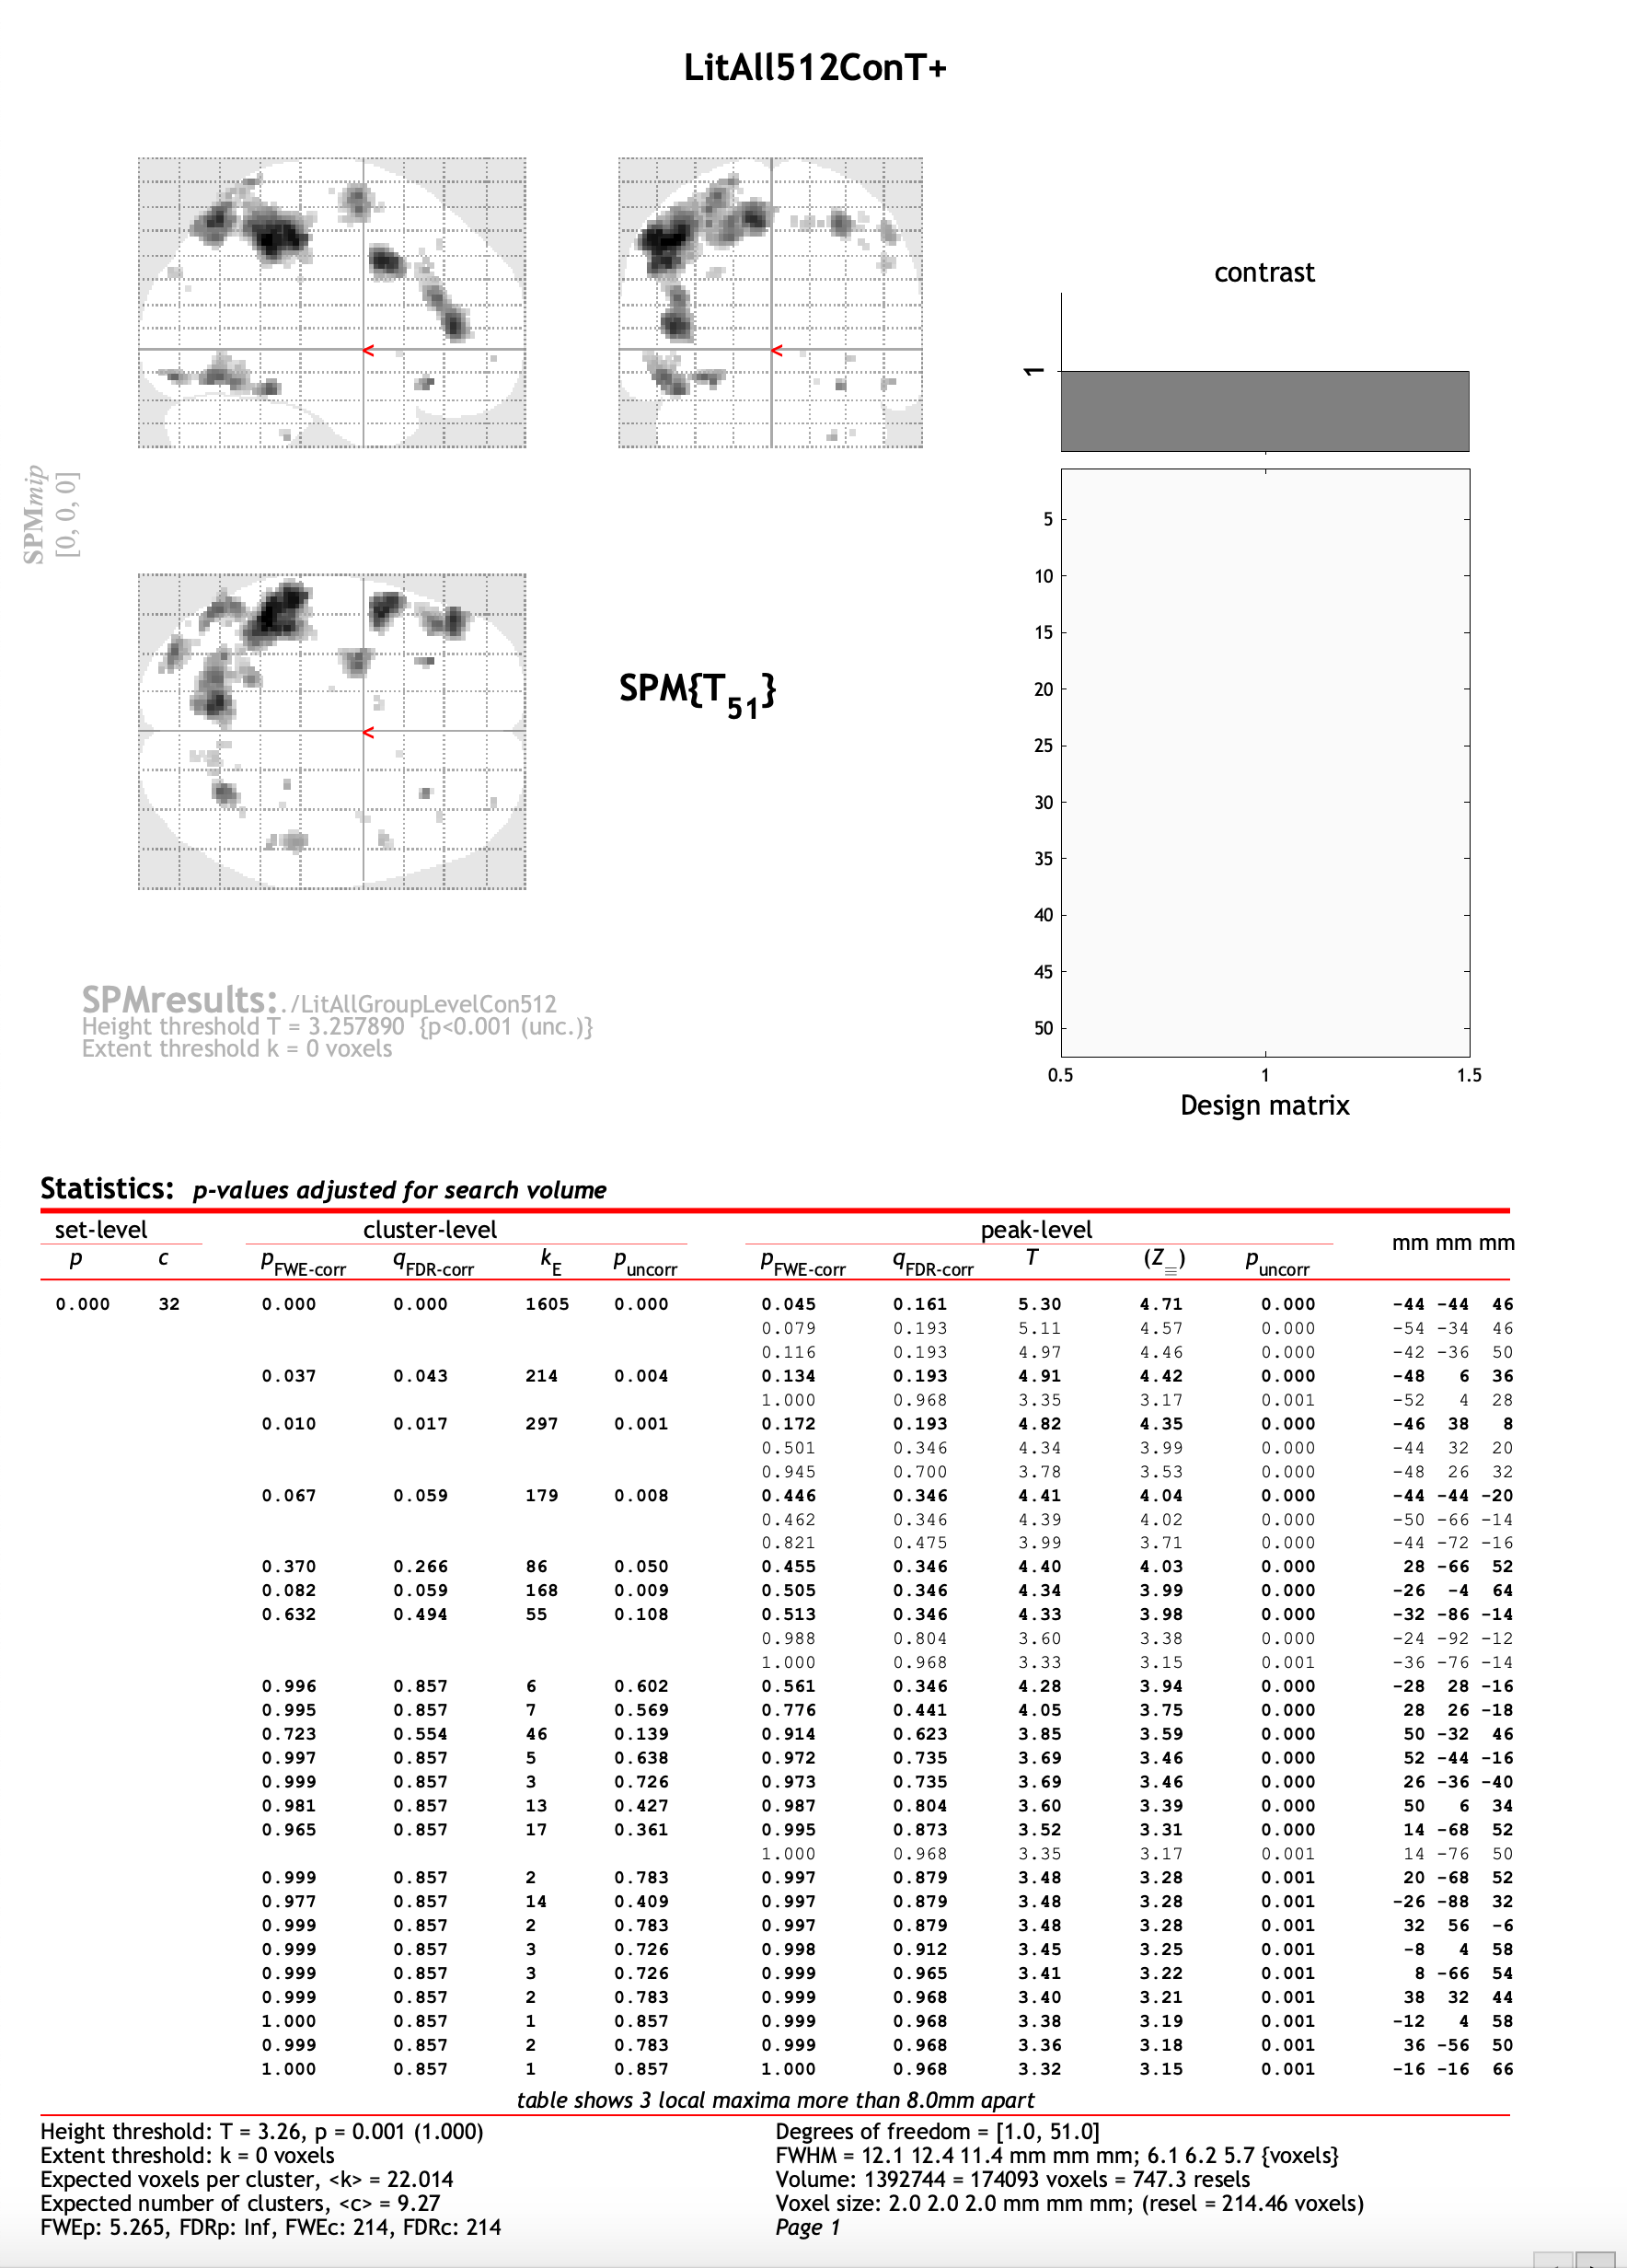 LitAll512ConT+
SPMmip
[0, 0, 0]
<
<
<
SPM{T51}
contrast
1
5
10
15
20
25
30
35
40
45
50
0.5 1 1.5
Design matrix
SPMresults: ./LitAllGroupLevelCon512
Height threshold T = 3.257890 {p<0.001 (unc.)}
Extent threshold k = 0 voxels
Statistics: p-values adjusted for search volume
set-level cluster-level peak-level
p c pFWE-corr qFDR-corr kE puncorr pFWE-corr qFDR-corr T (Z≡) puncorr mm mm mm
0.000 32 0.000 0.000 1605 0.000 0.045 0.161 5.30 4.71 0.000 -44 -44 46
0.079 0.193 5.11 4.57 0.000 -54 -34 46
0.116 0.193 4.97 4.46 0.000 -42 -36 50
0.037 0.043 214 0.004 0.134 0.193 4.91 4.42 0.000 -48 6 36
1.000 0.968 3.35 3.17 0.001 -52 4 28
0.010 0.017 297 0.001 0.172 0.193 4.82 4.35 0.000 -46 38 8
0.501 0.346 4.34 3.99 0.000 -44 32 20
0.945 0.700 3.78 3.53 0.000 -48 26 32
0.067 0.059 179 0.008 0.446 0.346 4.41 4.04 0.000 -44 -44 -20
0.462 0.346 4.39 4.02 0.000 -50 -66 -14
0.821 0.475 3.99 3.71 0.000 -44 -72 -16
0.370 0.266 86 0.050 0.455 0.346 4.40 4.03 0.000 28 -66 52
0.082 0.059 168 0.009 0.505 0.346 4.34 3.99 0.000 -26 -4 64
0.632 0.494 55 0.108 0.513 0.346 4.33 3.98 0.000 -32 -86 -14
0.988 0.804 3.60 3.38 0.000 -24 -92 -12
1.000 0.968 3.33 3.15 0.001 -36 -76 -14
0.996 0.857 6 0.602 0.561 0.346 4.28 3.94 0.000 -28 28 -16
0.995 0.857 7 0.569 0.776 0.441 4.05 3.75 0.000 28 26 -18
0.723 0.554 46 0.139 0.914 0.623 3.85 3.59 0.000 50 -32 46
0.997 0.857 5 0.638 0.972 0.735 3.69 3.46 0.000 52 -44 -16
0.999 0.857 3 0.726 0.973 0.735 3.69 3.46 0.000 26 -36 -40
0.981 0.857 13 0.427 0.987 0.804 3.60 3.39 0.000 50 6 34
0.965 0.857 17 0.361 0.995 0.873 3.52 3.31 0.000 14 -68 52
1.000 0.968 3.35 3.17 0.001 14 -76 50
0.999 0.857 2 0.783 0.997 0.879 3.48 3.28 0.001 20 -68 52
0.977 0.857 14 0.409 0.997 0.879 3.48 3.28 0.001 -26 -88 32
0.999 0.857 2 0.783 0.997 0.879 3.48 3.28 0.001 32 56 -6
0.999 0.857 3 0.726 0.998 0.912 3.45 3.25 0.001 -8 4 58
0.999 0.857 3 0.726 0.999 0.965 3.41 3.22 0.001 8 -66 54
0.999 0.857 2 0.783 0.999 0.968 3.40 3.21 0.001 38 32 44
1.000 0.857 1 0.857 0.999 0.968 3.38 3.19 0.001 -12 4 58
0.999 0.857 2 0.783 0.999 0.968 3.36 3.18 0.001 36 -56 50
1.000 0.857 1 0.857 1.000 0.968 3.32 3.15 0.001 -16 -16 66
table shows 3 local maxima more than 8.0mm apart
Height threshold: T = 3.26, p = 0.001 (1.000)
Extent threshold: k = 0 voxels
Expected voxels per cluster, <k> = 22.014
Expected number of clusters, <c> = 9.27
FWEp: 5.265, FDRp: Inf, FWEc: 214, FDRc: 214
Degrees of freedom = [1.0, 51.0]
FWHM = 12.1 12.4 11.4 mm mm mm; 6.1 6.2 5.7 {voxels}
Volume: 1392744 = 174093 voxels = 747.3 resels
Voxel size: 2.0 2.0 2.0 mm mm mm; (resel = 214.46 voxels)
Page 1